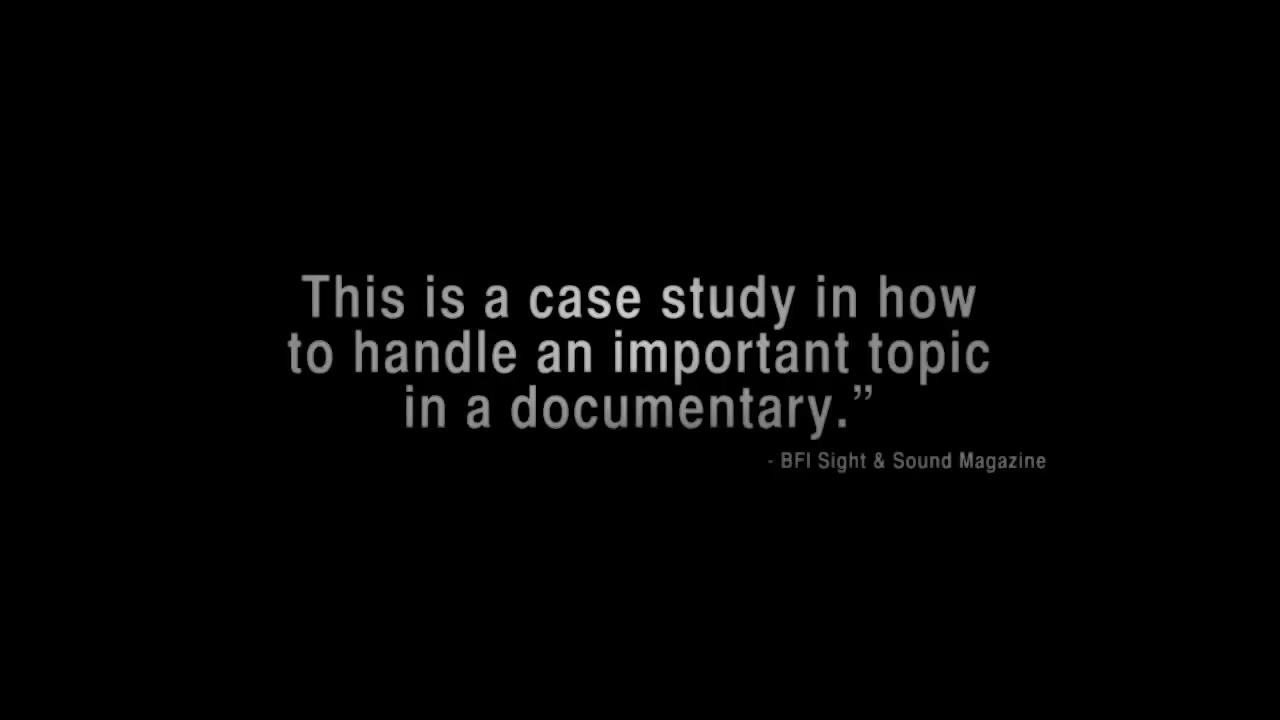 This is a case study in how
to handle an important topic
in a documentary.”
- BFI Sight & Sound Magazine